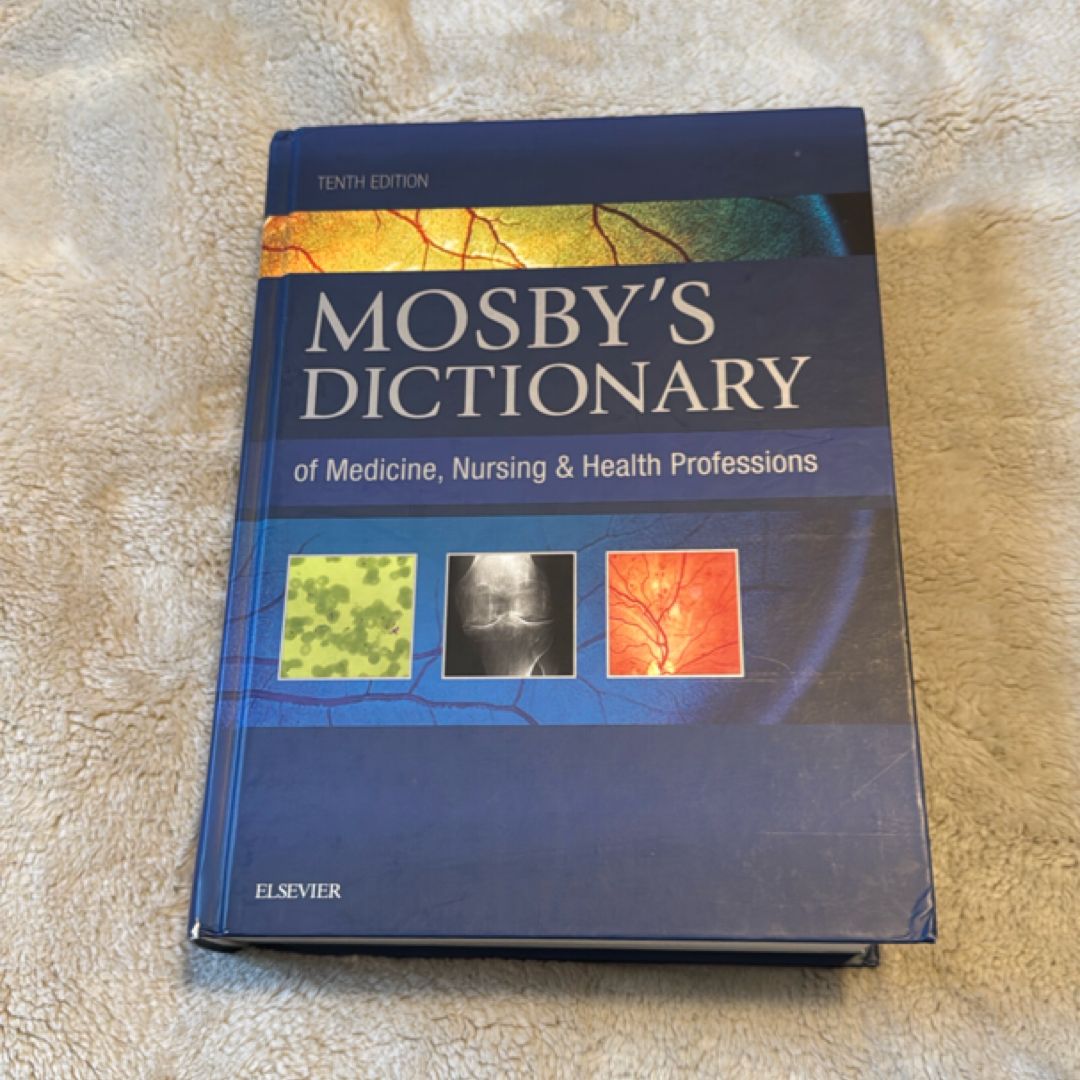 TENTH EDITION
MOSBY'S
DICTIONARY
of Medicine, Nursing & Health Professions
ELSEVIER